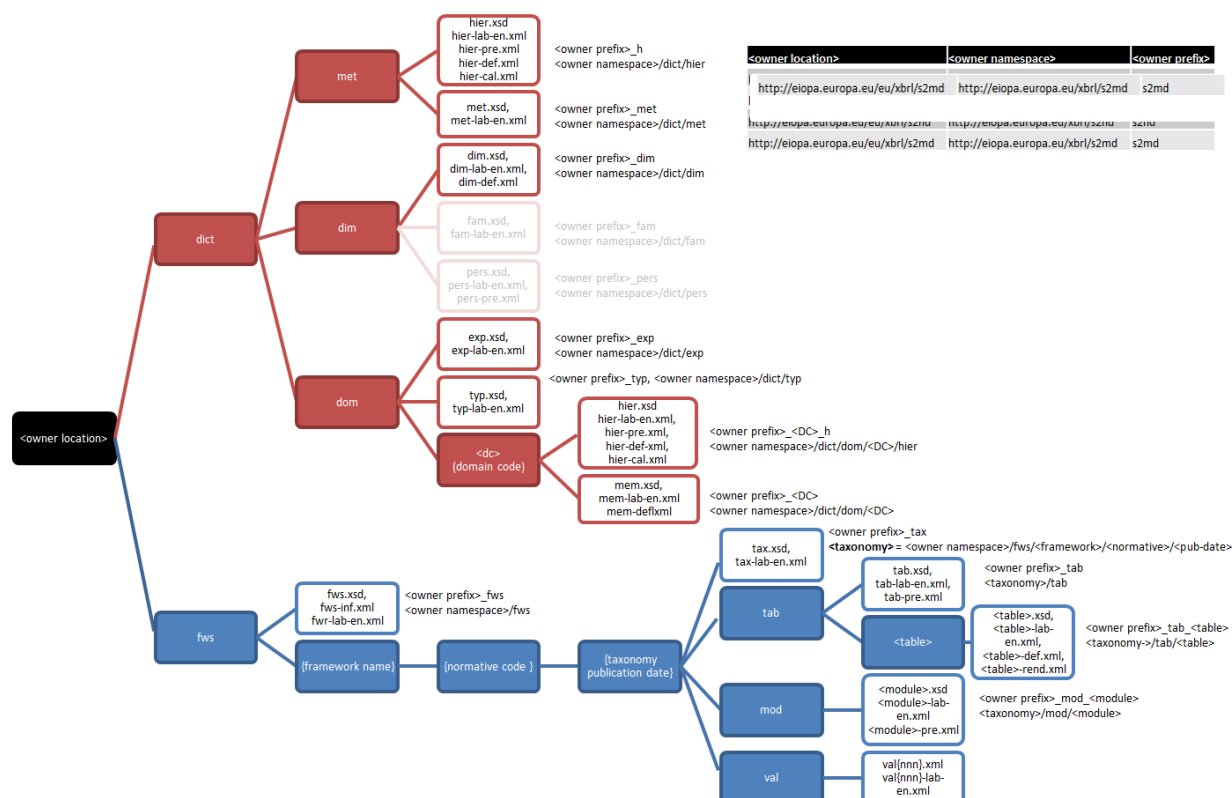 hier.xsd
hier-lab-en.xml
hier-pre.xml
hier-def.xml
hier-cal.xml
<owner prefix>_h
<owner namespace>/dict/hier
<owner location> <owner namespace> <owner prefix>
http://eiopa.europa.eu/eu/xbrl/s2md http://eiopa.europa.eu/eu/xbrl/s2md s2md
http://eiopa.europa.eu/eu/xbrl/s2md http://eiopa.europa.eu/eu/xbrl/s2md s2md
http://eiopa.europa.eu/eu/xbrl/s2md http://eiopa.europa.eu/eu/xbrl/s2md s2md
met
met.xsd,
met-lab-en.xml
<owner prefix>_met
<owner namespace>/dict/met
dim.xsd,
dim-lab-en.xml,
dim-def.xml
<owner prefix>_dim
<owner namespace>/dict/dim
dict
dim
fam.xsd,
fam-lab-en.xml
<owner prefix>_fam
<owner namespace>/dict/fam
pers.xsd,
pers-lab-en.xml,
pers-pre.xml
<owner prefix>_pers
<owner namespace>/dict/pers
exp.xsd,
exp-lab-en.xml
<owner prefix>_exp
<owner namespace>/dict/exp
dom
typ.xsd,
typ-lab-en.xml
<owner prefix>_typ, <owner namespace>/dict/typ
<owner location>
<dc>
(domain code)
hier.xsd
hier-lab-en.xml,
hier-pre.xml,
hier-def-xml,
hier-cal.xml
<owner prefix>_<DC>_h
<owner namespace>/dict/dom/<DC>/hier
mem.xsd,
mem-lab-en.xml
mem-deflxml
<owner prefix>_<DC>
<owner namespace>/dict/dom/<DC>
tax.xsd,
tax-lab-en.xml
<owner prefix>_tax
<taxonomy> = <owner namespace>/fws/<framework>/<normative>/<pub-date>
fws
fws.xsd,
fws-inf.xml
fwr-lab-en.xml
<owner prefix>_fws
<owner namespace>/fws
tab
tab.xsd,
tab-lab-en.xml,
tab-pre.xml
<owner prefix>_tab
<taxonomy>/tab
{framework name}
{normative code }
{taxonomy
publication date}
<table>
<table>.xsd,
<table>-lab-
en.xml,
<table>-def.xml,
<table>-rend.xml
<owner prefix>_tab_<table>
<taxonomy->/tab/<table>
mod
<module>.xsd
<module>-lab-
en.xml
<module>-pre.xml
<owner prefix>_mod_<module>
<taxonomy>/mod/<module>
val
val{nnn}.xml
val{nnn}-lab-
en.xml